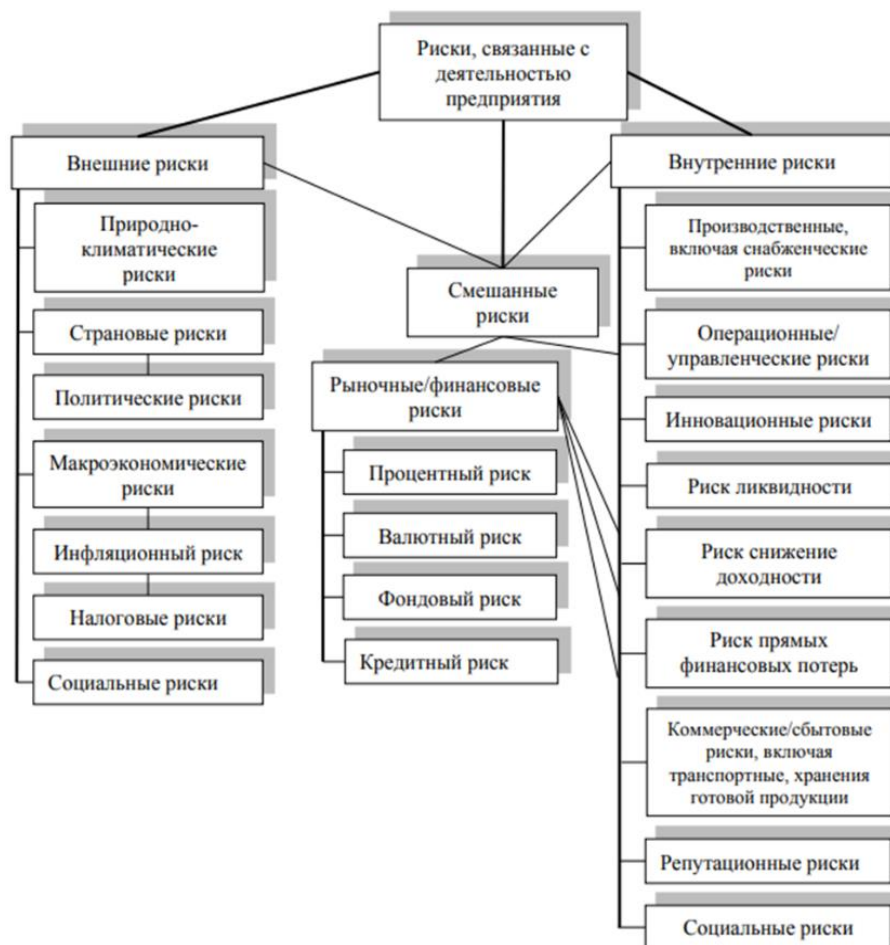 Риски, связанные с
деятельностью
предприятия
Внешние риски
Природно-
климатические
риски
Страновые риски
Политические риски
Макроэкономические
риски
Инфляционный риск
Налоговые риски
Социальные риски
Смешанные
риски
Рыночные/финансовые
риски
Процентный риск
Валютный риск
Фондовый риск
Кредитный риск
Внутренние риски
Производственные,
включая снабженческие
риски
Операционные/
управленческие риски
Инновационные риски
Риск ликвидности
Риск снижение
доходности
Риск прямых
финансовых потерь
Коммерческие/сбытовые
риски, включая
транспортные, хранения
готовой продукции
Репутационные риски
Социальные риски